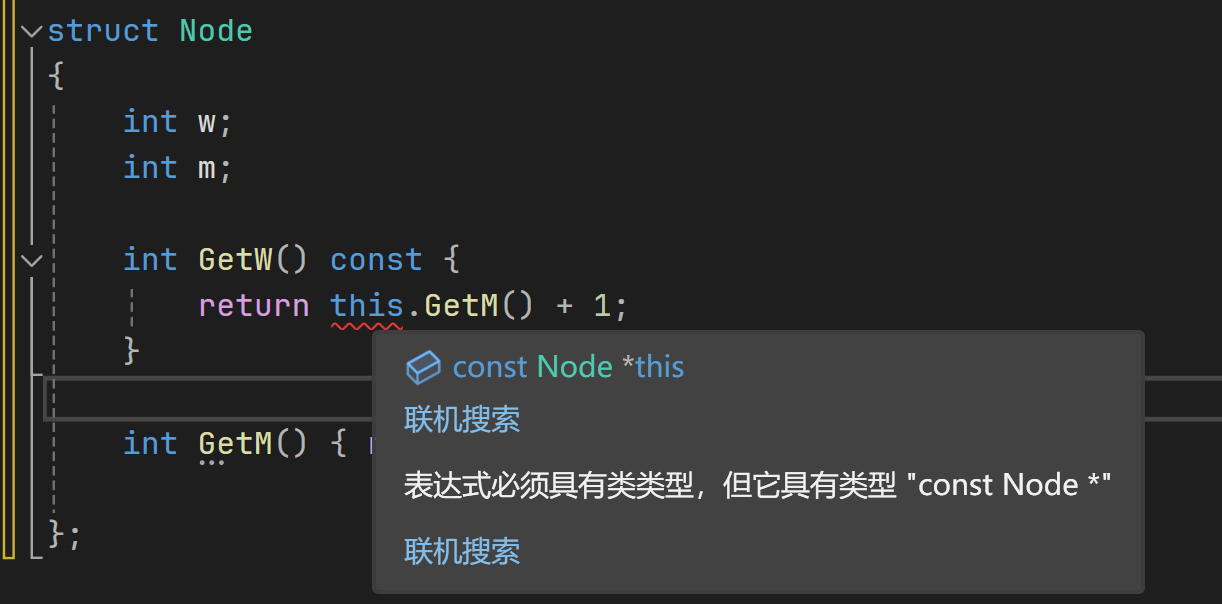 struct Node
{
int w;
int m;
int GetW() const {
return this.GetM() + 1;
}
const Node *this
联机搜索
int GetM() {
表达式必须具有类类型，但它具有类型 "const Node *"
};
联机搜索